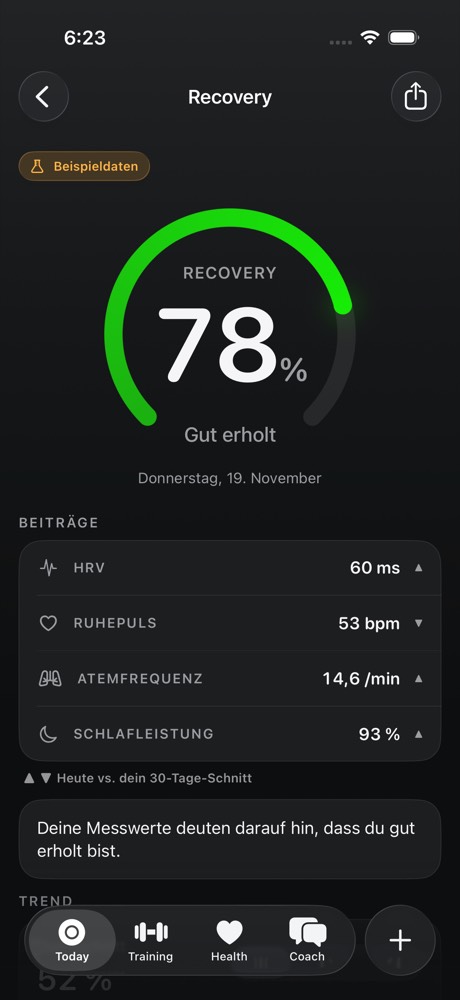 6:23
Recovery
Beispieldaten
RECOVERY
78%
Gut erholt
Donnerstag, 19. November
BEITRÄGE
HRV 60 ms ▲
RUHEPULS 53 bpm ▼
ATEMFREQUENZ 14,6 /min ▲
SCHLAFLEISTUNG 93 % ▲
▲ ▼ Heute vs. dein 30-Tage-Schnitt
Deine Messwerte deuten darauf hin, dass du gut
erholt bist.
TREND
52 %
Today Training Health Coach